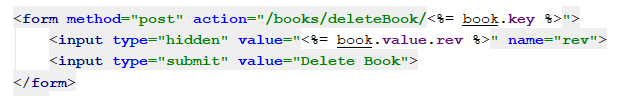 <form method="post" action="/books/deleteBook/<%= book.key %>">
<input type="hidden" value="<%= book.value.rev %>" name="rev">
<input type="submit" value="Delete Book">
</form>